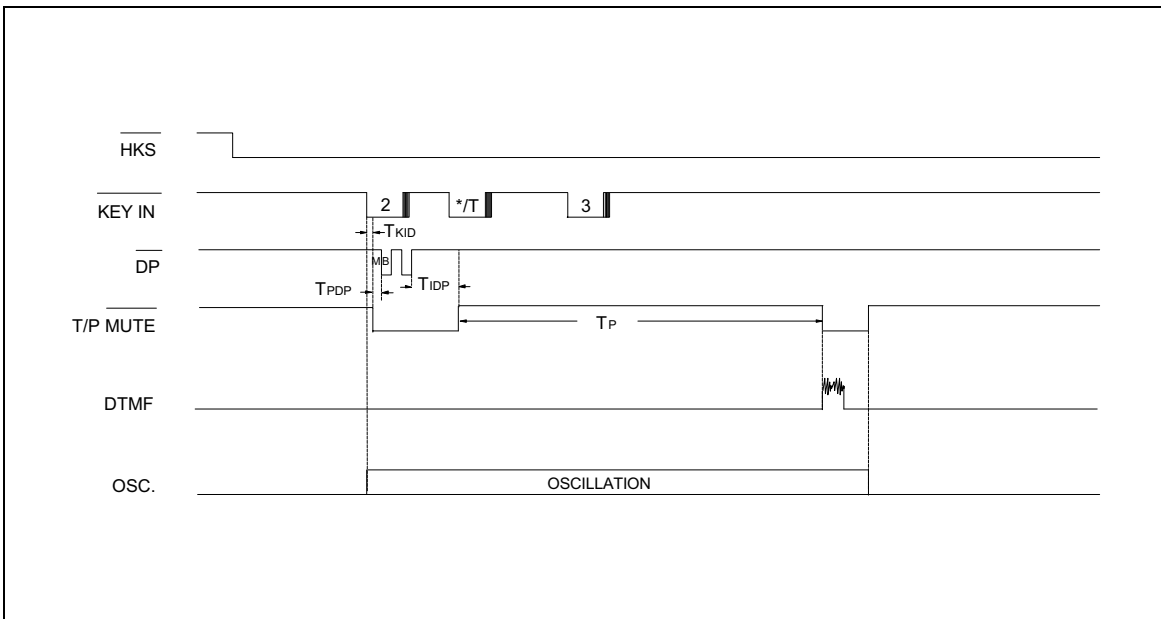 HKS
KEY IN 2 */T 3
TKID
DP MB
TPDP TIDP
T/P MUTE TP
DTMF
OSC. OSCILLATION